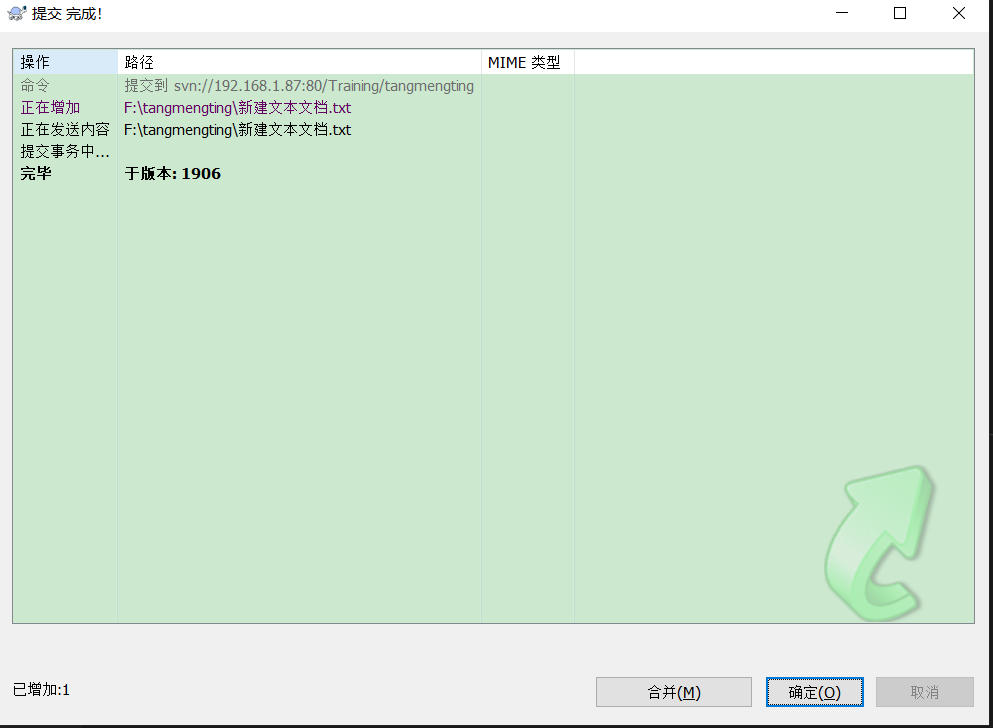 提交 完成!
操作 路径 MIME 类型
命令 提交到 svn://192.168.1.87:80/Training/tangmengting
正在增加 F:\tangmengting\新建文本文档.txt
正在发送内容 F:\tangmengting\新建文本文档.txt
提交事务中...
完毕 于版本: 1906
已增加:1 合并(M) 确定(O) 取消